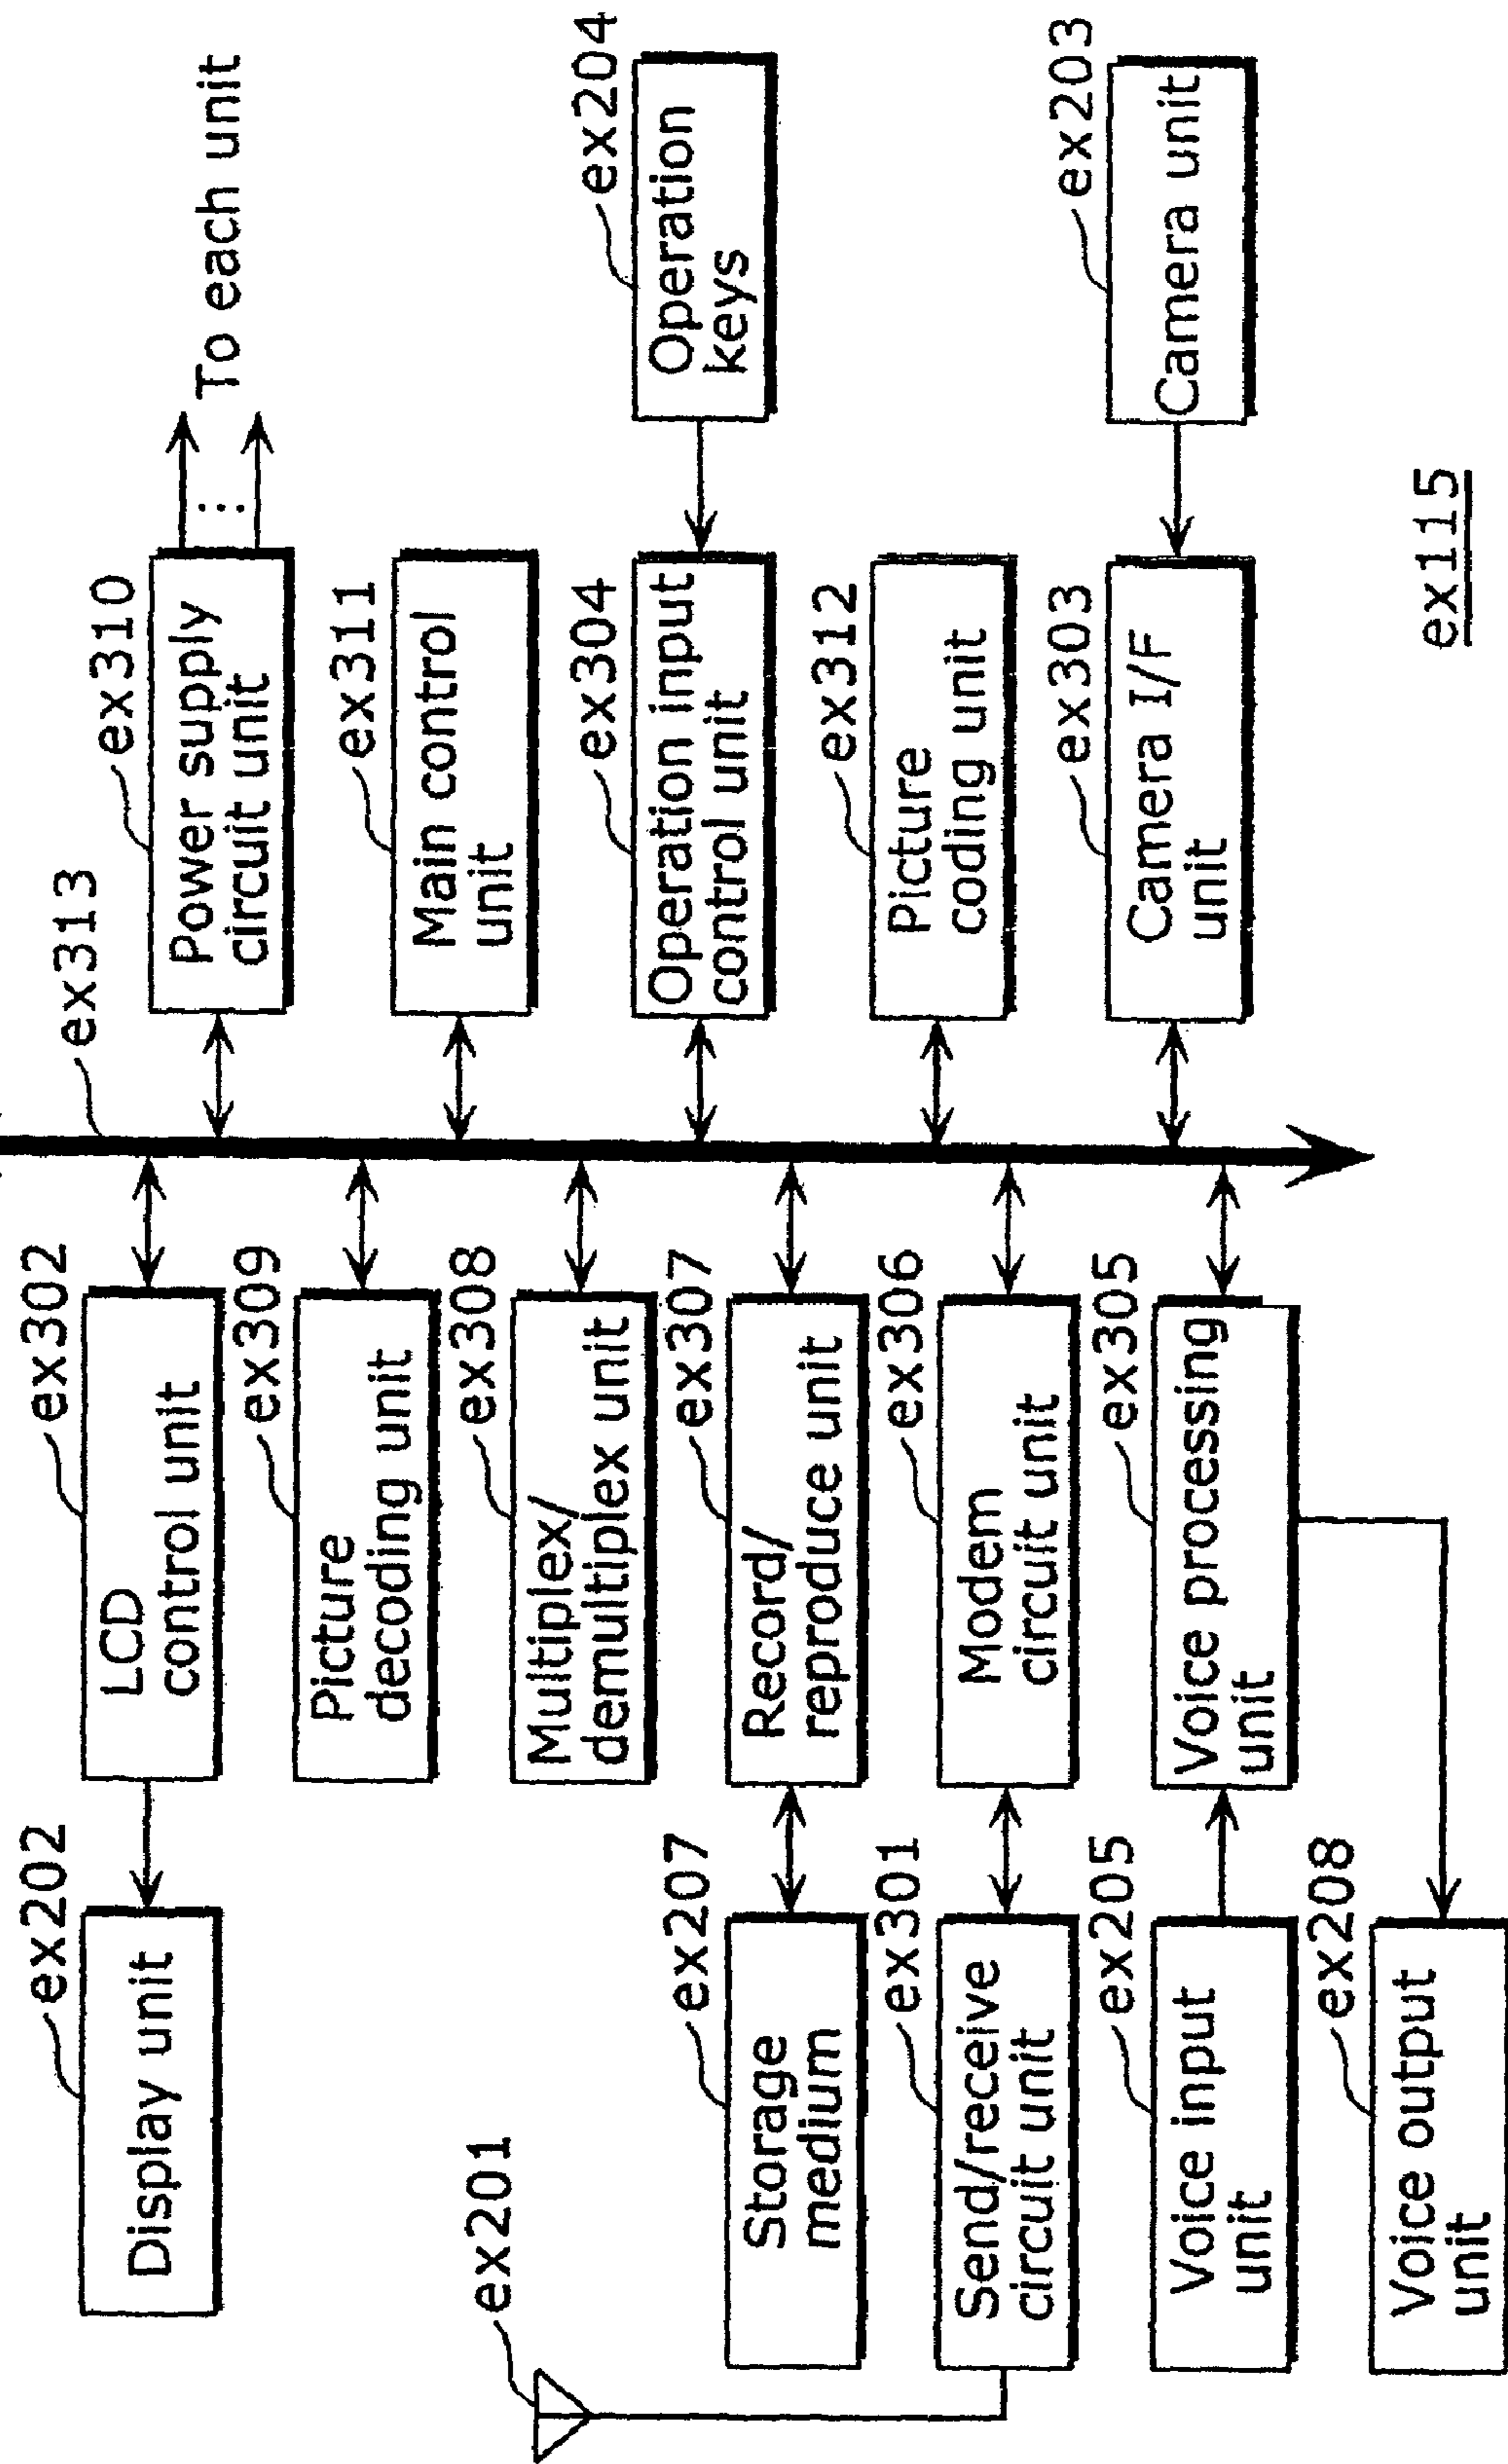 ex201
ex202
Display unit
ex302
LCD
control unit
ex309
Picture
decoding unit
ex308
Multiplex/
demultiplex unit
ex207
Storage
medium
ex307
Record/
reproduce unit
ex301
Send/receive
circuit unit
ex306
Modem
circuit unit
ex205
Voice input
unit
ex305
Voice processing
unit
ex208
Voice output
unit
ex313
ex310
Power supply
circuit unit
To each unit
ex311
Main control
unit
ex304
Operation input
control unit
ex204
Operation
keys
ex312
Picture
coding unit
ex303
Camera I/F
unit
ex203
Camera unit
ex115